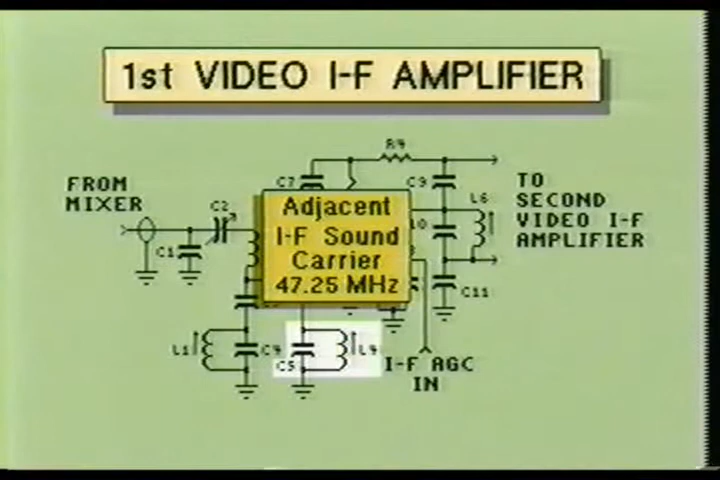 1st VIDEO I-F AMPLIFIER
R9
FROM
MIXER
C2
C7
C9
L6
TO
SECOND
VIDEO I-F
AMPLIFIER
C1
Adjacent
I-F Sound
Carrier
47.25 MHz
C11
L1
C5
I-F AGC
IN